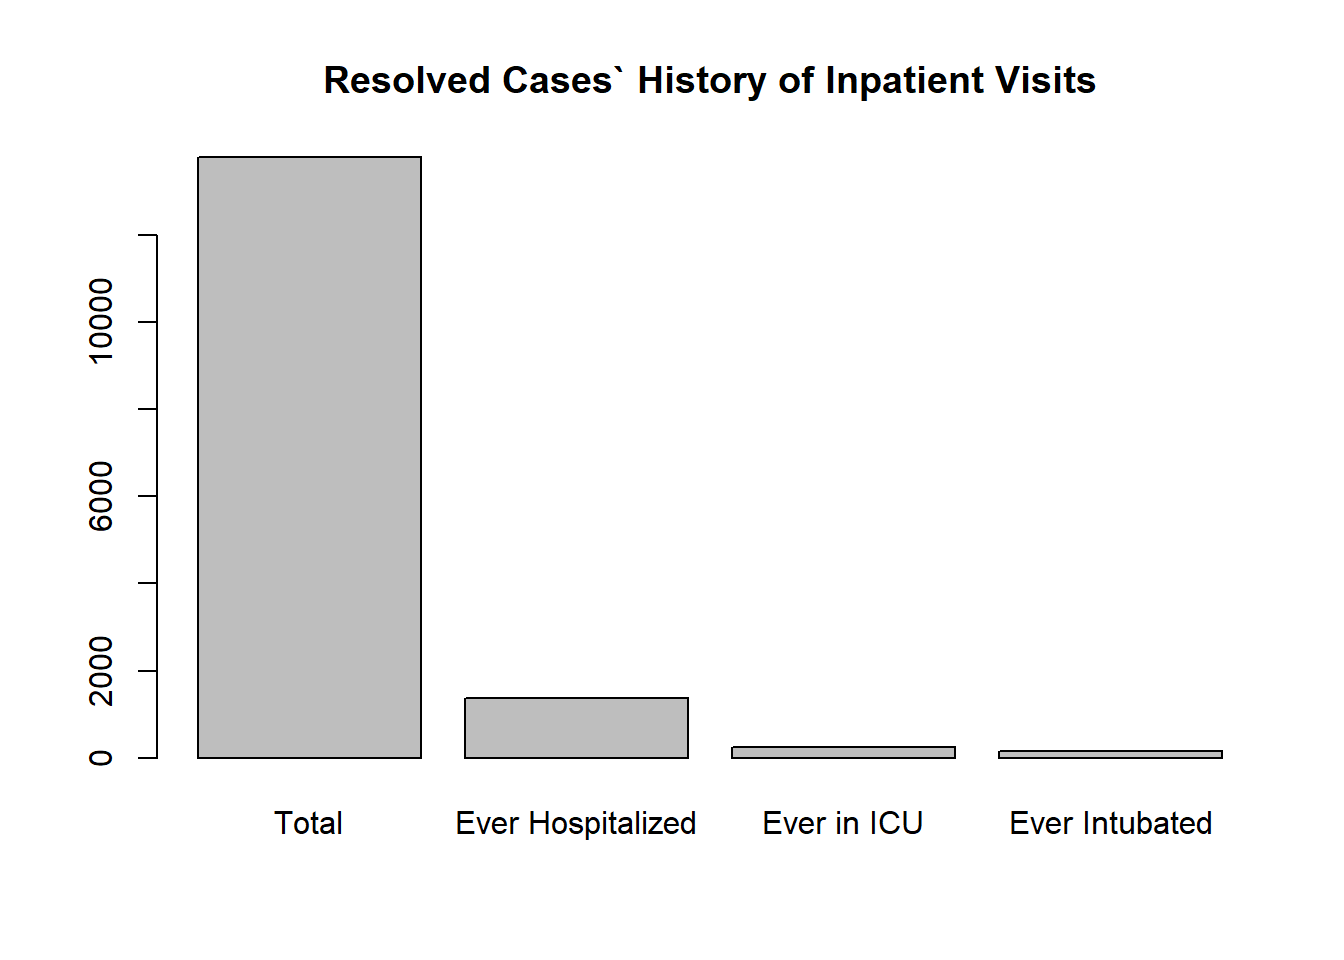 Resolved Cases` History of Inpatient Visits
10000
6000
2000
0
Total Ever Hospitalized Ever in ICU Ever Intubated